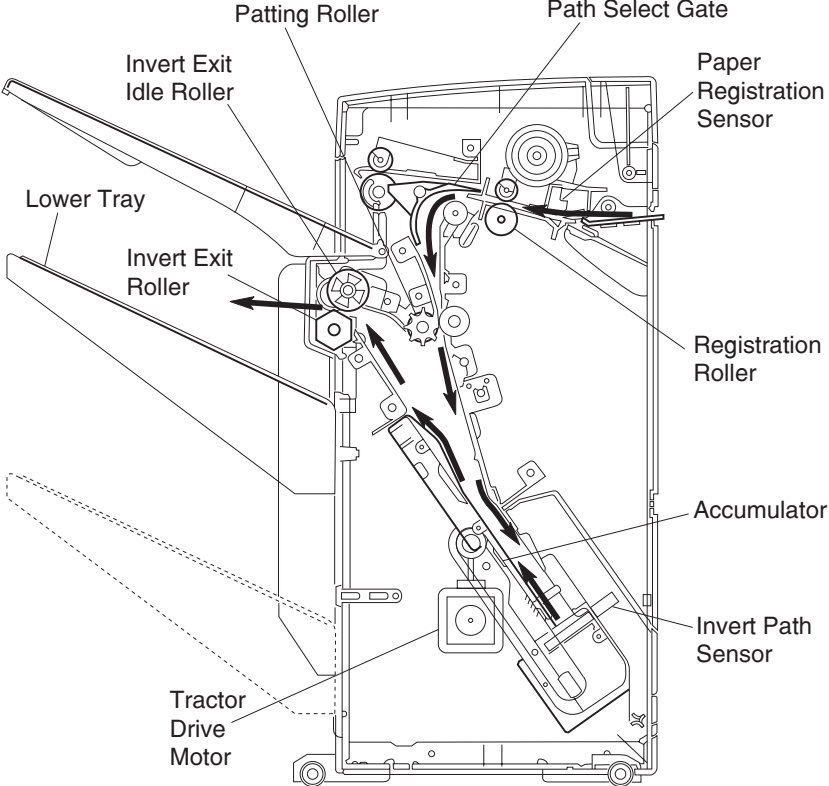 Patting Roller
Path Select Gate
Invert Exit
Idle Roller
Paper
Registration
Sensor
Lower Tray
Invert Exit
Roller
Registration
Roller
Accumulator
Invert Path
Sensor
Tractor
Drive
Motor